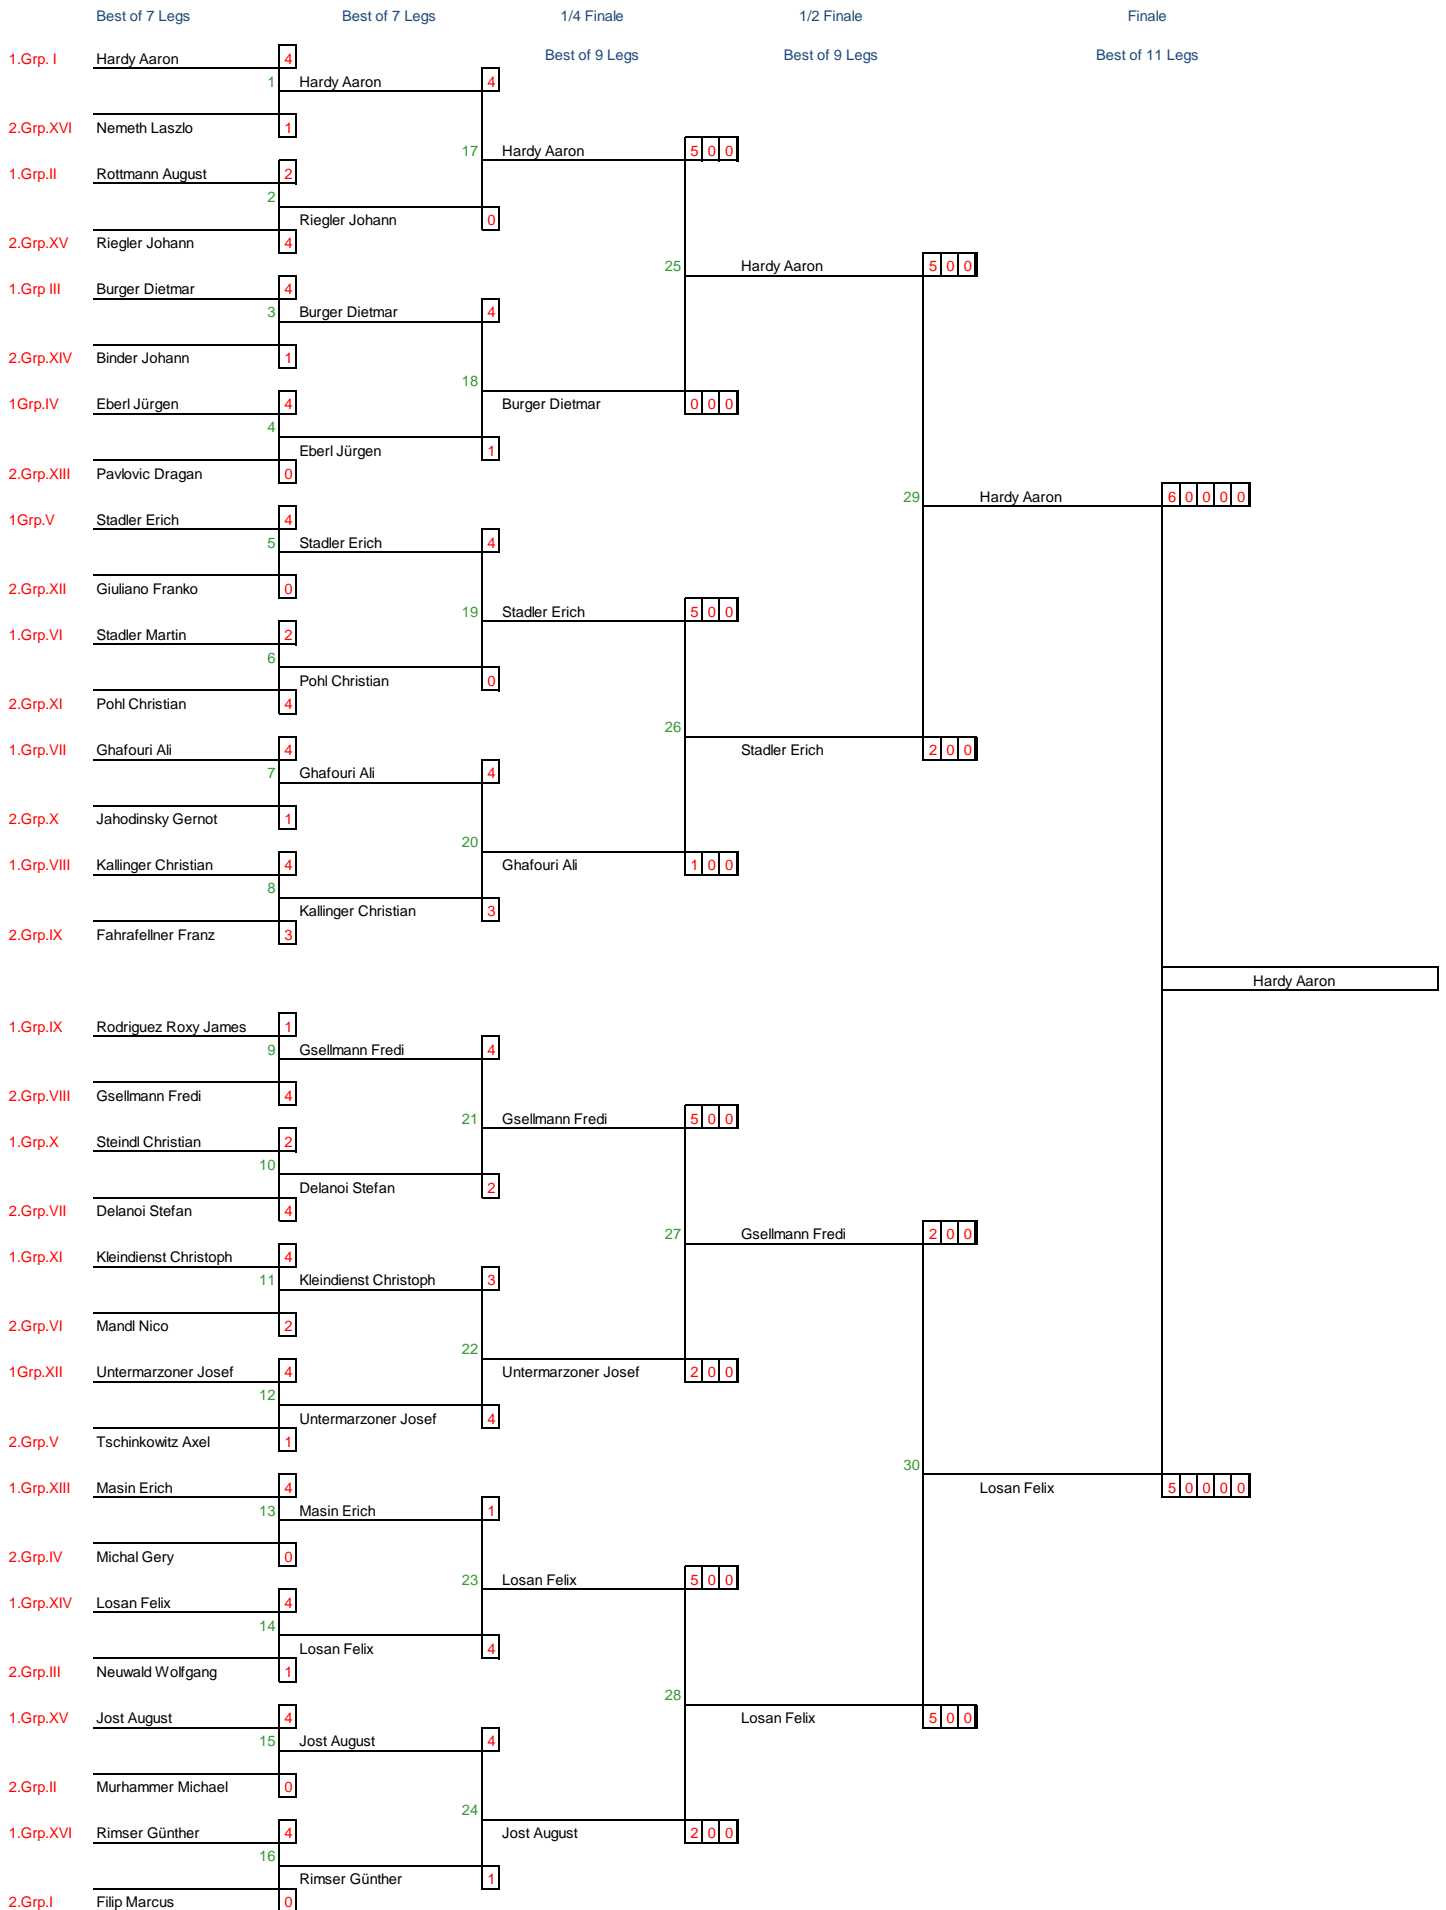 Best of 7 Legs Best of 7 Legs 1/4 Finale 1/2 Finale Finale
Best of 9 Legs Best of 9 Legs Best of 11 Legs
1.Grp. I Hardy Aaron 4
1 Hardy Aaron 4
2.Grp.XVI Nemeth Laszlo 1
17 Hardy Aaron 5 0 0
1.Grp.II Rottmann August 2
2
Riegler Johann 0
2.Grp.XV Riegler Johann 4
25 Hardy Aaron 5 0 0
1.Grp III Burger Dietmar 4
3 Burger Dietmar 4
2.Grp.XIV Binder Johann 1
18
1Grp.IV Eberl Jürgen 4 Burger Dietmar 0 0 0
4
Eberl Jürgen 1
2.Grp.XIII Pavlovic Dragan 0
29 Hardy Aaron 6 0 0 0 0
1Grp.V Stadler Erich 4
5 Stadler Erich 4
2.Grp.XII Giuliano Franko 0
19 Stadler Erich 5 0 0
1.Grp.VI Stadler Martin 2
6
Pohl Christian 0
2.Grp.XI Pohl Christian 4
26
1.Grp.VII Ghafouri Ali 4 Stadler Erich 2 0 0
7 Ghafouri Ali 4
2.Grp.X Jahodinsky Gernot 1
20
1.Grp.VIII Kallinger Christian 4 Ghafouri Ali 1 0 0
8
Kallinger Christian 3
2.Grp.IX Fahrafellner Franz 3
Hardy Aaron
1.Grp.IX Rodriguez Roxy James 1
9 Gsellmann Fredi 4
2.Grp.VIII Gsellmann Fredi 4
21 Gsellmann Fredi 5 0 0
1.Grp.X Steindl Christian 2
10
Delanoi Stefan 2
2.Grp.VII Delanoi Stefan 4
27 Gsellmann Fredi 2 0 0
1.Grp.XI Kleindienst Christoph 4
11 Kleindienst Christoph 3
2.Grp.VI Mandl Nico 2
22
1Grp.XII Untermarzoner Josef 4 Untermarzoner Josef 2 0 0
12
Untermarzoner Josef 4
2.Grp.V Tschinkowitz Axel 1
30
1.Grp.XIII Masin Erich 4 Losan Felix 5 0 0 0 0
13 Masin Erich 1
2.Grp.IV Michal Gery 0
23 Losan Felix 5 0 0
1.Grp.XIV Losan Felix 4
14
Losan Felix 4
2.Grp.III Neuwald Wolfgang 1
28
1.Grp.XV Jost August 4 Losan Felix 5 0 0
15 Jost August 4
2.Grp.II Murhammer Michael 0
24
1.Grp.XVI Rimser Günther 4 Jost August 2 0 0
16
Rimser Günther 1
2.Grp.I Filip Marcus 0